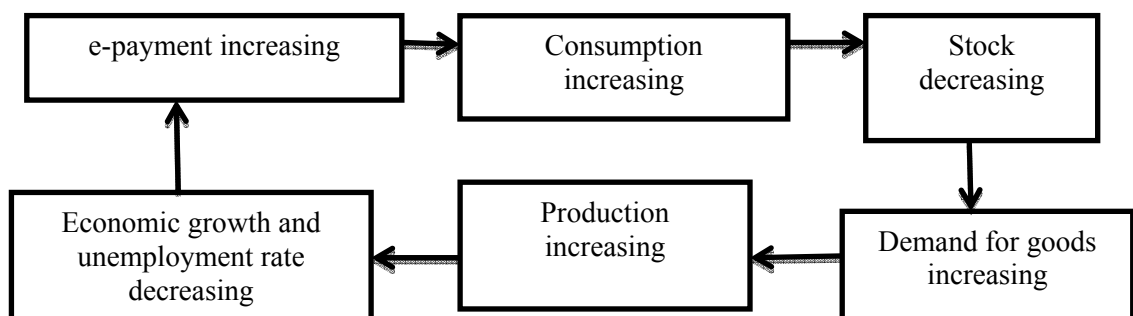 e-payment increasing
Consumption
increasing
Stock
decreasing
Demand for goods
increasing
Production
increasing
Economic growth and
unemployment rate
decreasing